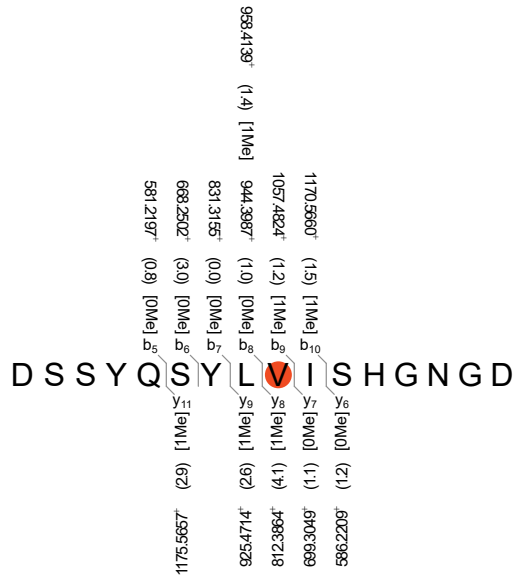 958.4139⁺ (1.4) [1Me]
581.2197⁺ (0.8) [0Me] b5
668.2502⁺ (3.0) [0Me] b6
831.3155⁺ (0.0) [0Me] b7
944.3987⁺ (1.0) [0Me] b8
1057.4824⁺ (1.2) [1Me] b9
1170.5660⁺ (1.5) [1Me] b10
D S S Y Q S Y L V I S H G N G D
y11 [1Me] (2.9) 1175.5657⁺
y9 [1Me] (2.6) 925.4714⁺
y8 [1Me] (4.1) 812.3864⁺
y7 [0Me] (1.1) 699.3049⁺
y6 [0Me] (1.2) 586.2209⁺